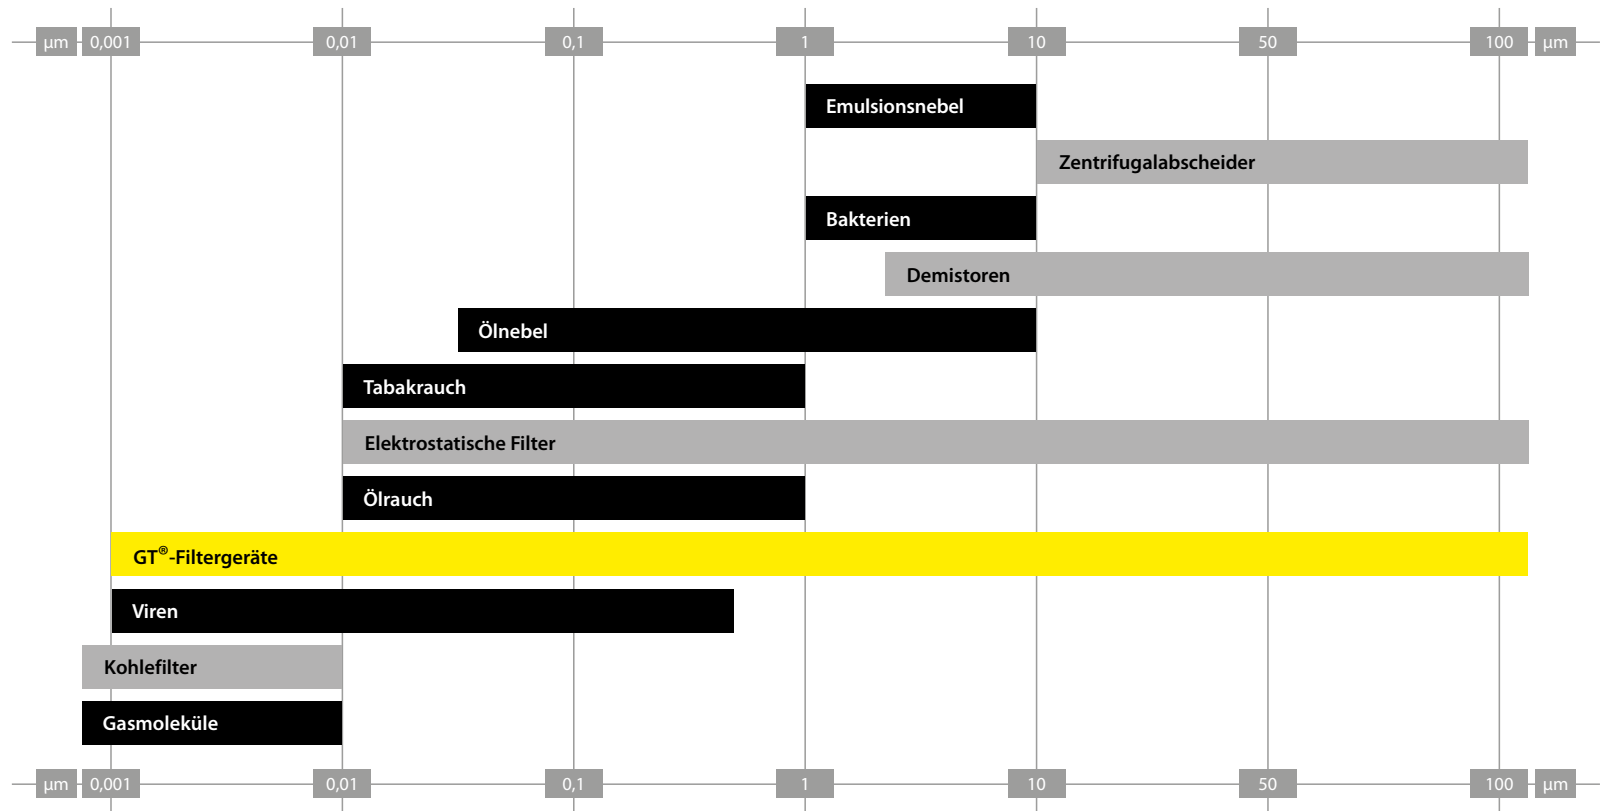 µm 0,001 0,01 0,1 1 10 50 100 µm
Emulsionsnebel
Zentrifugalabscheider
Bakterien
Demistoren
Ölnebel
Tabakrauch
Elektrostatische Filter
Ölrauch
GT®-Filtergeräte
Viren
Kohlefilter
Gasmoleküle
µm 0,001 0,01 0,1 1 10 50 100 µm